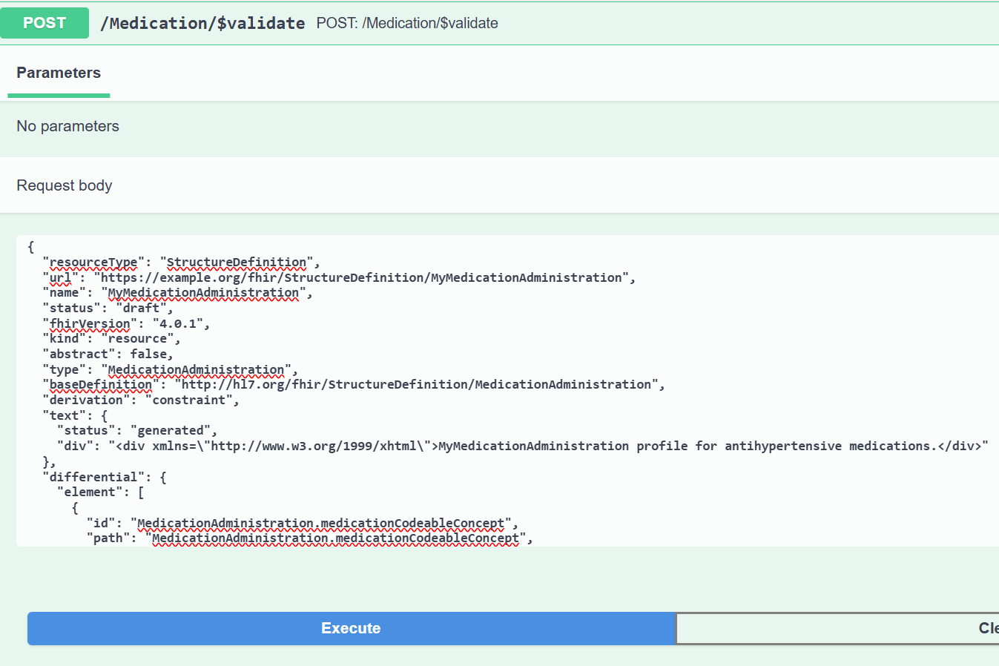 POST /Medication/$validate POST: /Medication/$validate
Parameters
No parameters
Request body
{
"resourceType": "StructureDefinition",
"url": "https://example.org/fhir/StructureDefinition/MyMedicationAdministration",
"name": "MyMedicationAdministration",
"status": "draft",
"fhirVersion": "4.0.1",
"kind": "resource",
"abstract": false,
"type": "MedicationAdministration",
"baseDefinition": "http://hl7.org/fhir/StructureDefinition/MedicationAdministration",
"derivation": "constraint",
"text": {
"status": "generated",
"div": "<div xmlns=\"http://www.w3.org/1999/xhtml\">MyMedicationAdministration profile for antihypertensive medications.</div>"
},
"differential": {
"element": [
{
"id": "MedicationAdministration.medicationCodeableConcept",
"path": "MedicationAdministration.medicationCodeableConcept",
Execute Cle